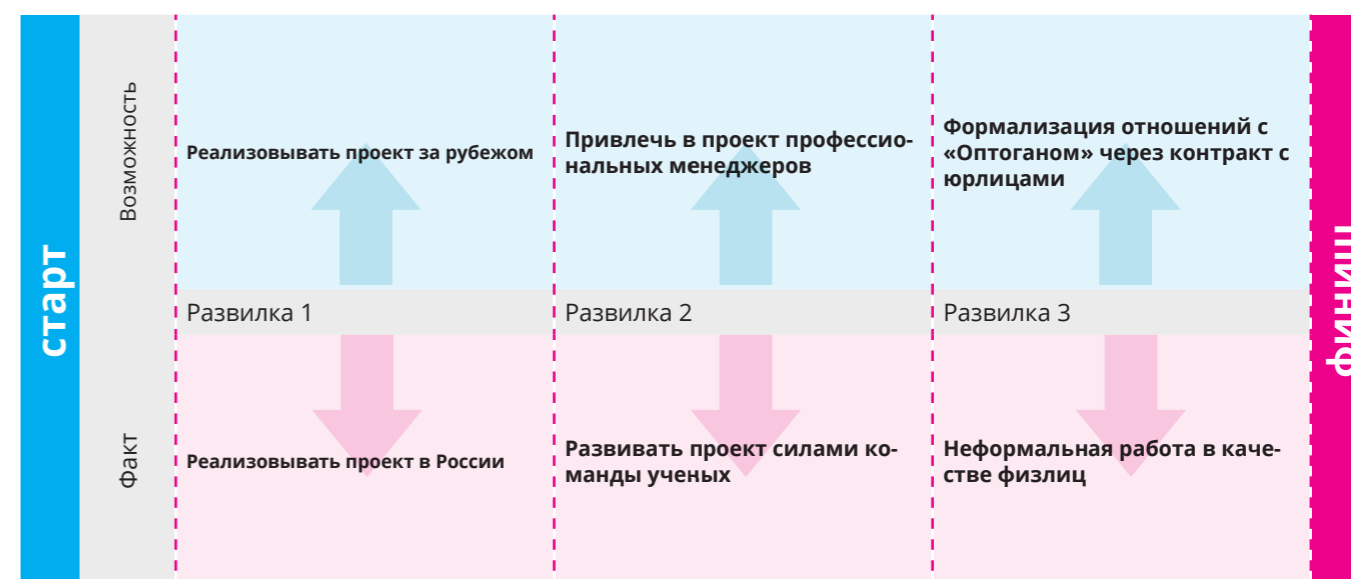 старт
Возможность
Реализовывать проект за рубежом
Привлечь в проект профессио-
нальных менеджеров
Формализация отношений с
«Оптоганом» через контракт с
юрлицами
Развилка 1
Развилка 2
Развилка 3
Факт
Реализовывать проект в России
Развивать проект силами ко-
манды ученых
Неформальная работа в каче-
стве физлиц
финиш